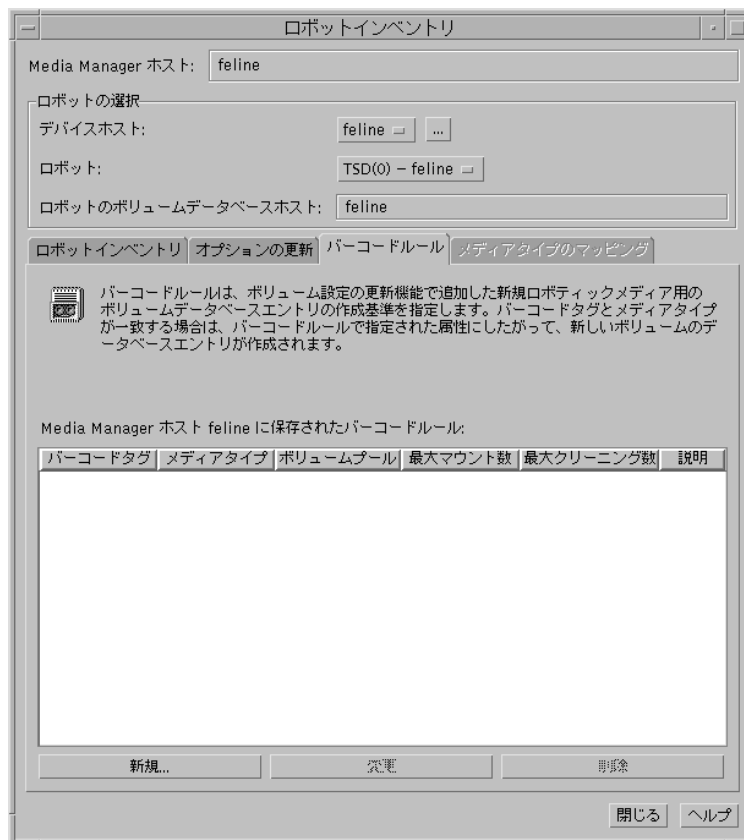 ロボットインベントリ
Media Manager ホスト: feline
ロボットの選択
デバイスホスト: feline ...
ロボット: TSD(0) – feline
ロボットのボリュームデータベースホスト: feline
ロボットインベントリ オプションの更新 バーコードルール メディアタイプのマッピング
バーコードルールは、ボリューム設定の更新機能で追加した新規ロボティックメディア用の
ボリュームデータベースエントリの作成基準を指定します。バーコードタグとメディアタイプ
が一致する場合は、バーコードルールで指定された属性にしたがって、新しいボリュームのデ
ータベースエントリが作成されます。
Media Manager ホスト feline に保存されたバーコードルール:
バーコードタグ メディアタイプ ボリュームプール 最大マウント数 最大クリーニング数 説明
新規... 変更 削除
閉じる ヘルプ